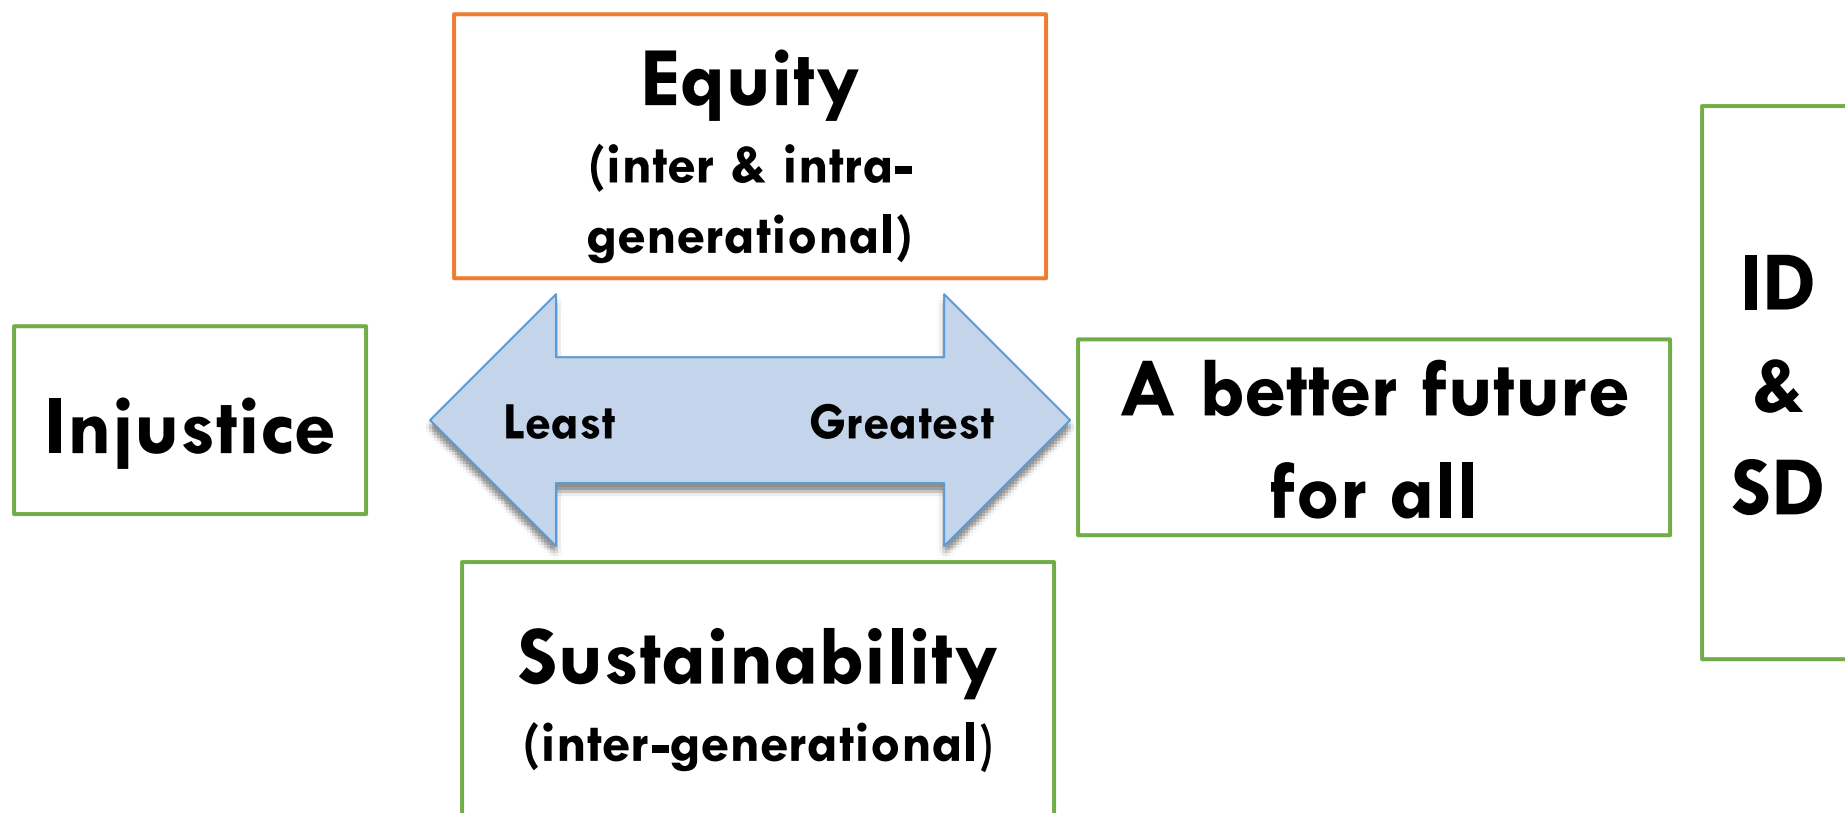 Equity
(inter & intra-
generational)
Injustice
Least
Greatest
A better future
for all
ID
&
SD
Sustainability
(inter-generational)